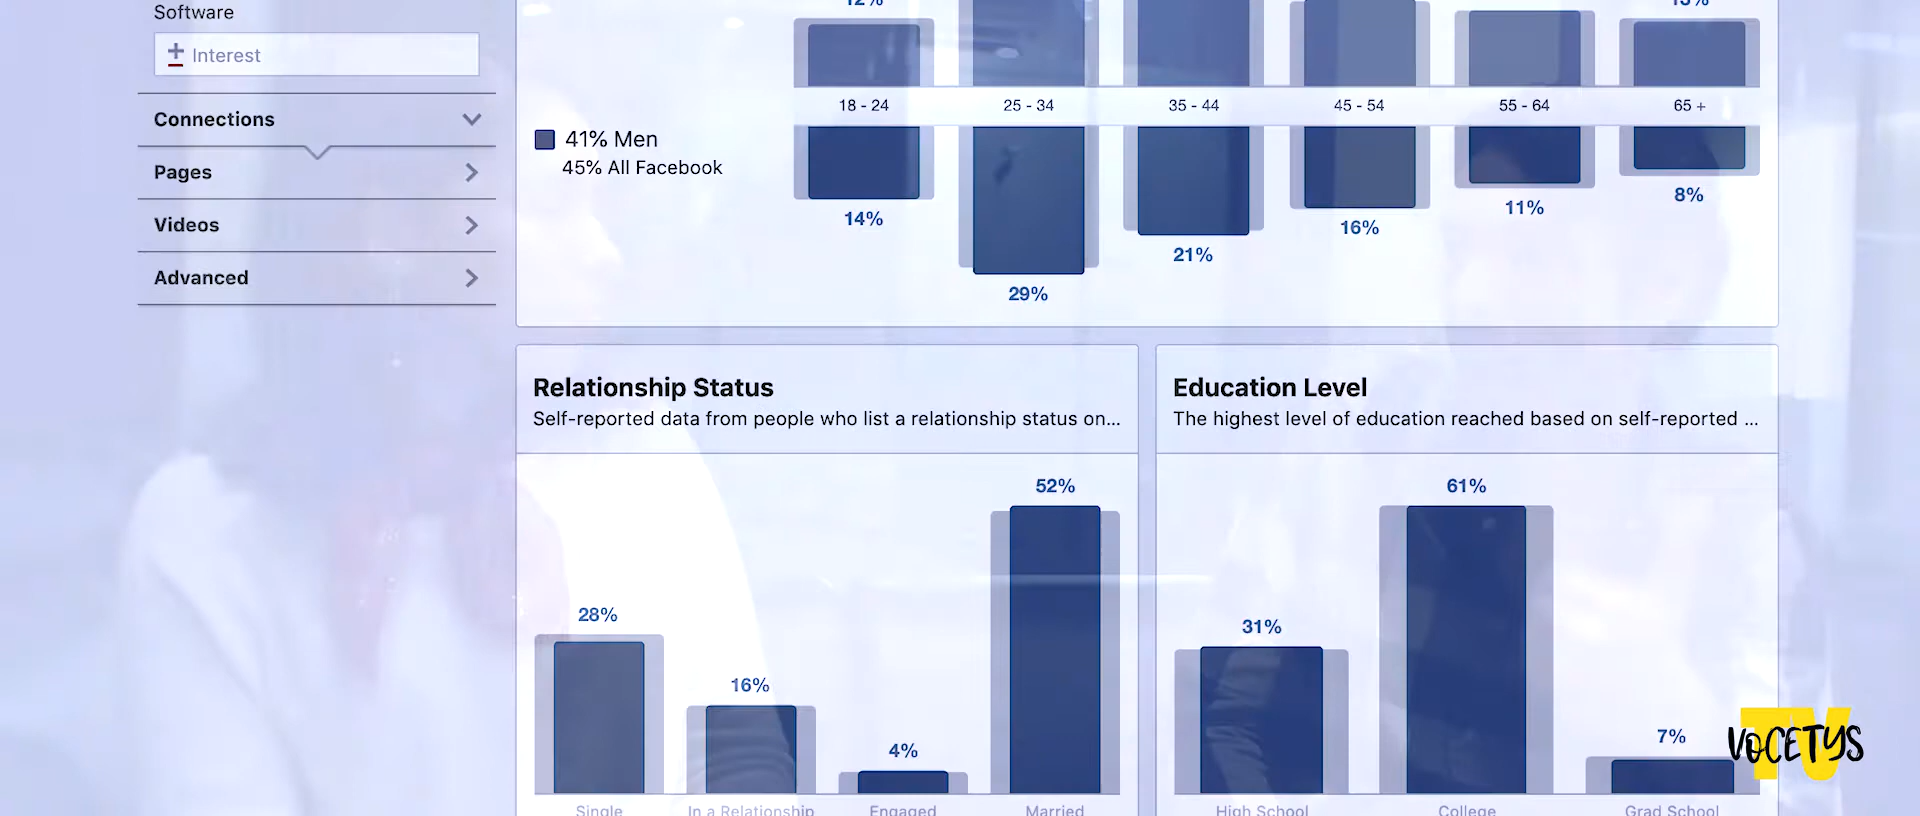 Software
Interest
Connections
Pages
Videos
Advanced
12%
13%
18 - 24
25 - 34
35 - 44
45 - 54
55 - 64
65 +
41% Men
45% All Facebook
14%
29%
21%
16%
11%
8%
Relationship Status
Self-reported data from people who list a relationship status on...
52%
28%
16%
4%
Single
In a Relationship
Engaged
Married
Education Level
The highest level of education reached based on self-reported ...
61%
31%
7%
High School
College
Grad School
TV
VOCETYS